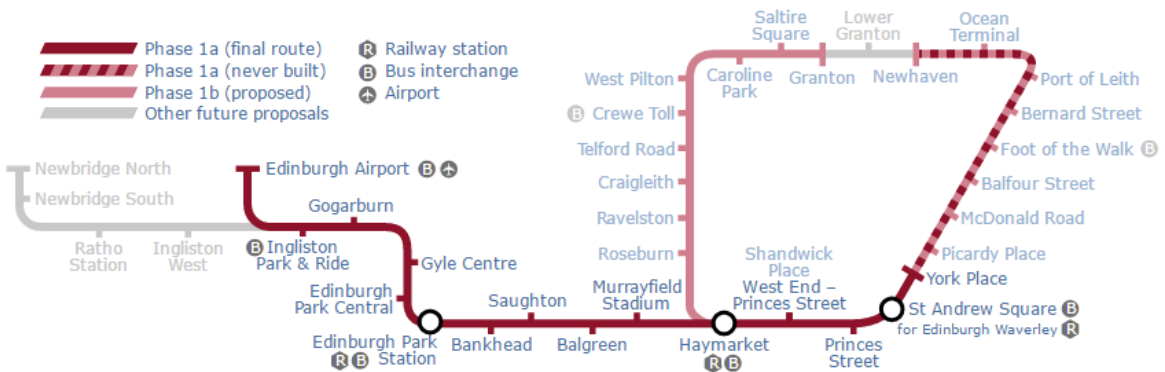 Phase 1a (final route)
Phase 1a (never built)
Phase 1b (proposed)
Other future proposals
R Railway station
B Bus interchange
Airport
Saltire
Square
Lower
Granton
Ocean
Terminal
West Pilton
Caroline
Park
Granton
Newhaven
Port of Leith
B Crewe Toll
Bernard Street
Telford Road
Foot of the Walk B
Craigleith
Balfour Street
Ravelston
McDonald Road
Roseburn
Picardy Place
Newbridge North
Newbridge South
Ratho
Station
Ingliston
West
Edinburgh Airport B
B Ingliston
Park & Ride
Gogarburn
Gyle Centre
Edinburgh
Park Central
Edinburgh Park
R B Station
Bankhead
Saughton
Balgreen
Murrayfield
Stadium
Haymarket
R B
Shandwick
Place
West End –
Princes Street
Princes
Street
York Place
St Andrew Square B
for Edinburgh Waverley R